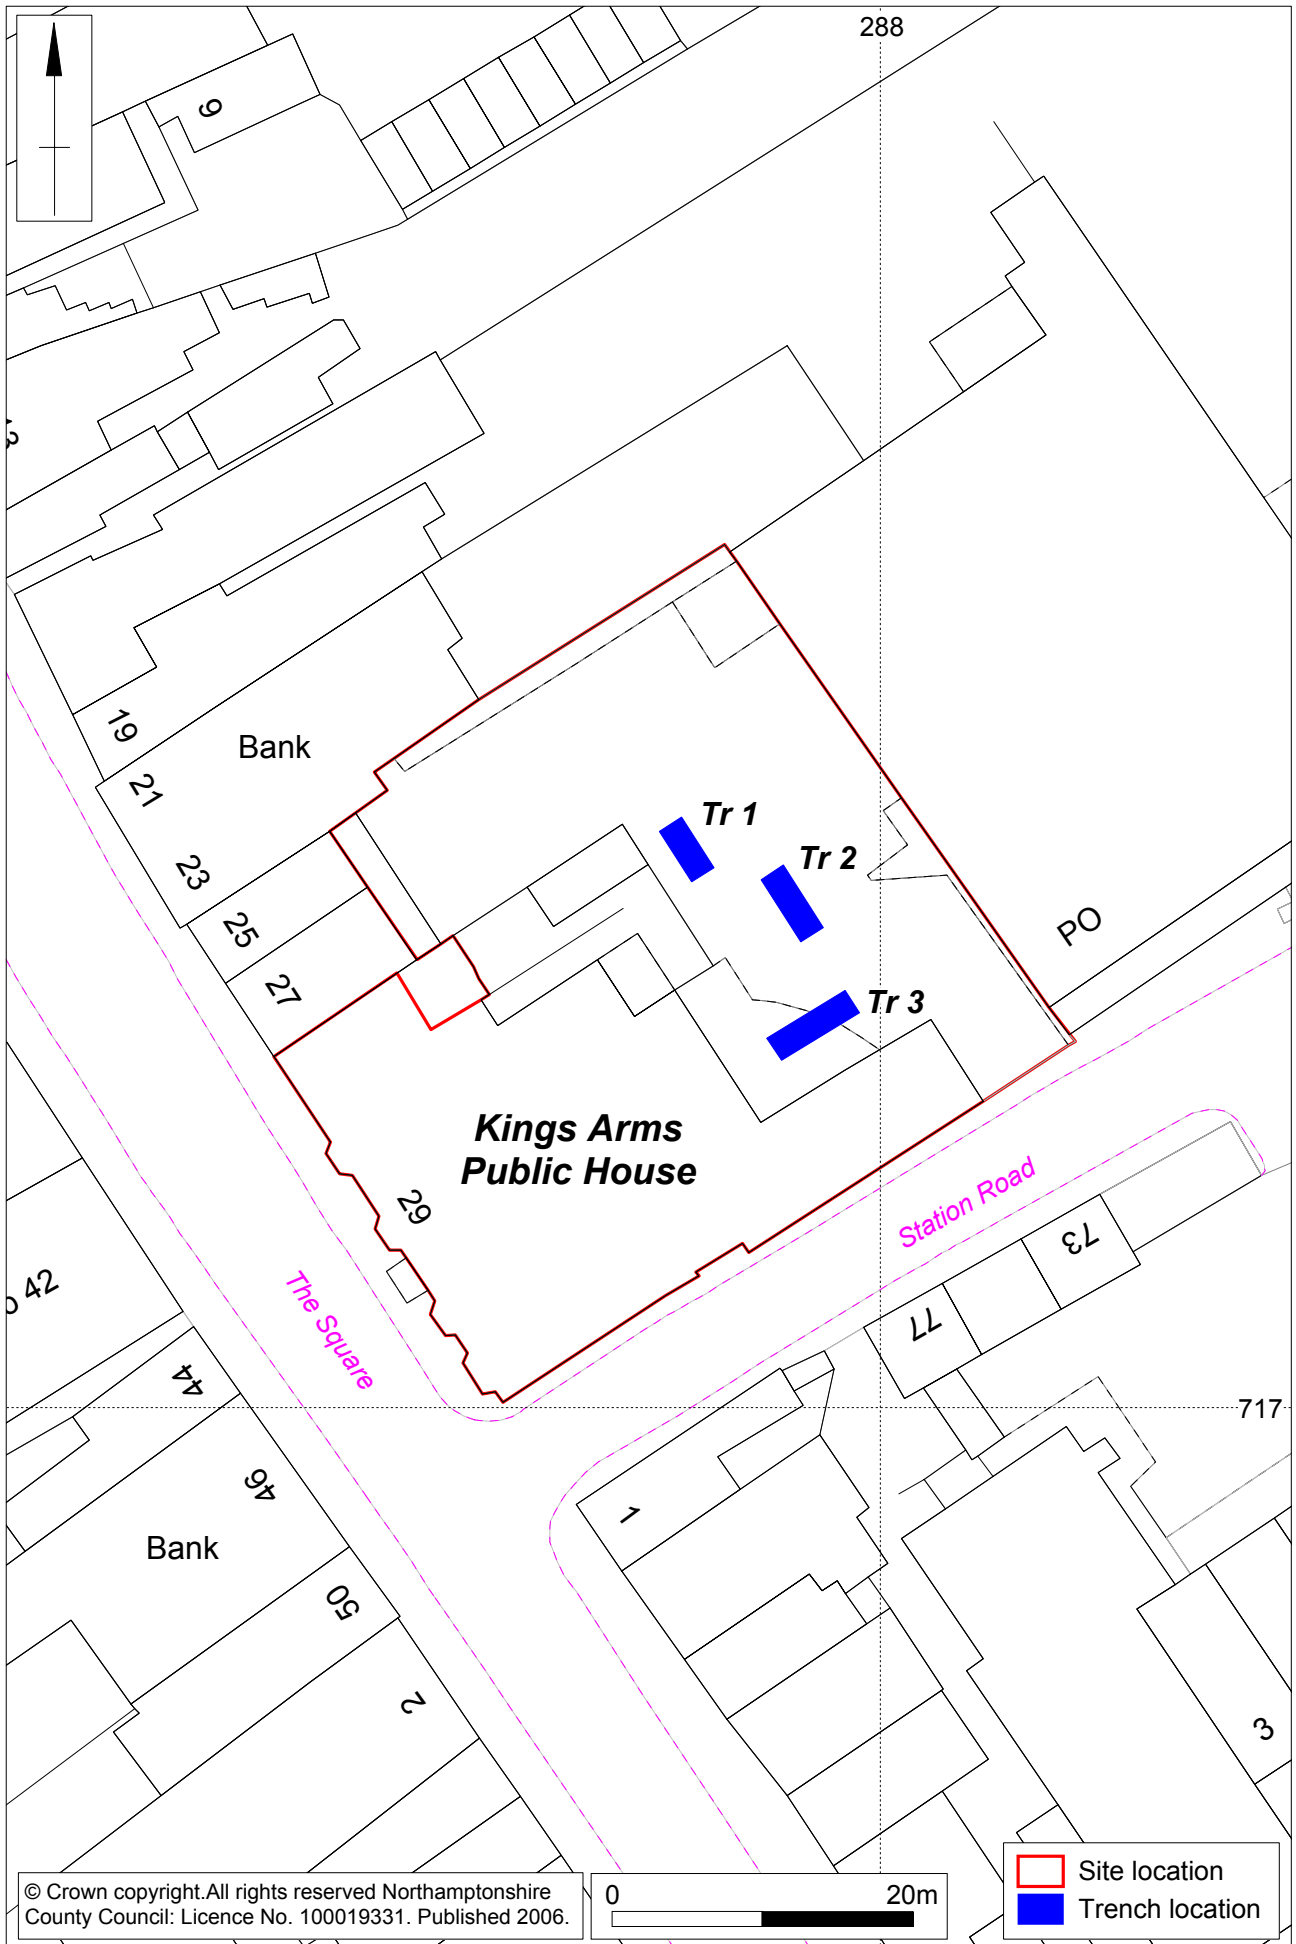 288
9
19
Bank
21
Tr 1
Tr 2
23
25
PO
27
Tr 3
Kings Arms
Public House
29
Station Road
73
42
The Square
77
44
717
46
1
Bank
50
2
3
© Crown copyright.All rights reserved Northamptonshire
County Council: Licence No. 100019331. Published 2006.
0 20m
Site location
Trench location